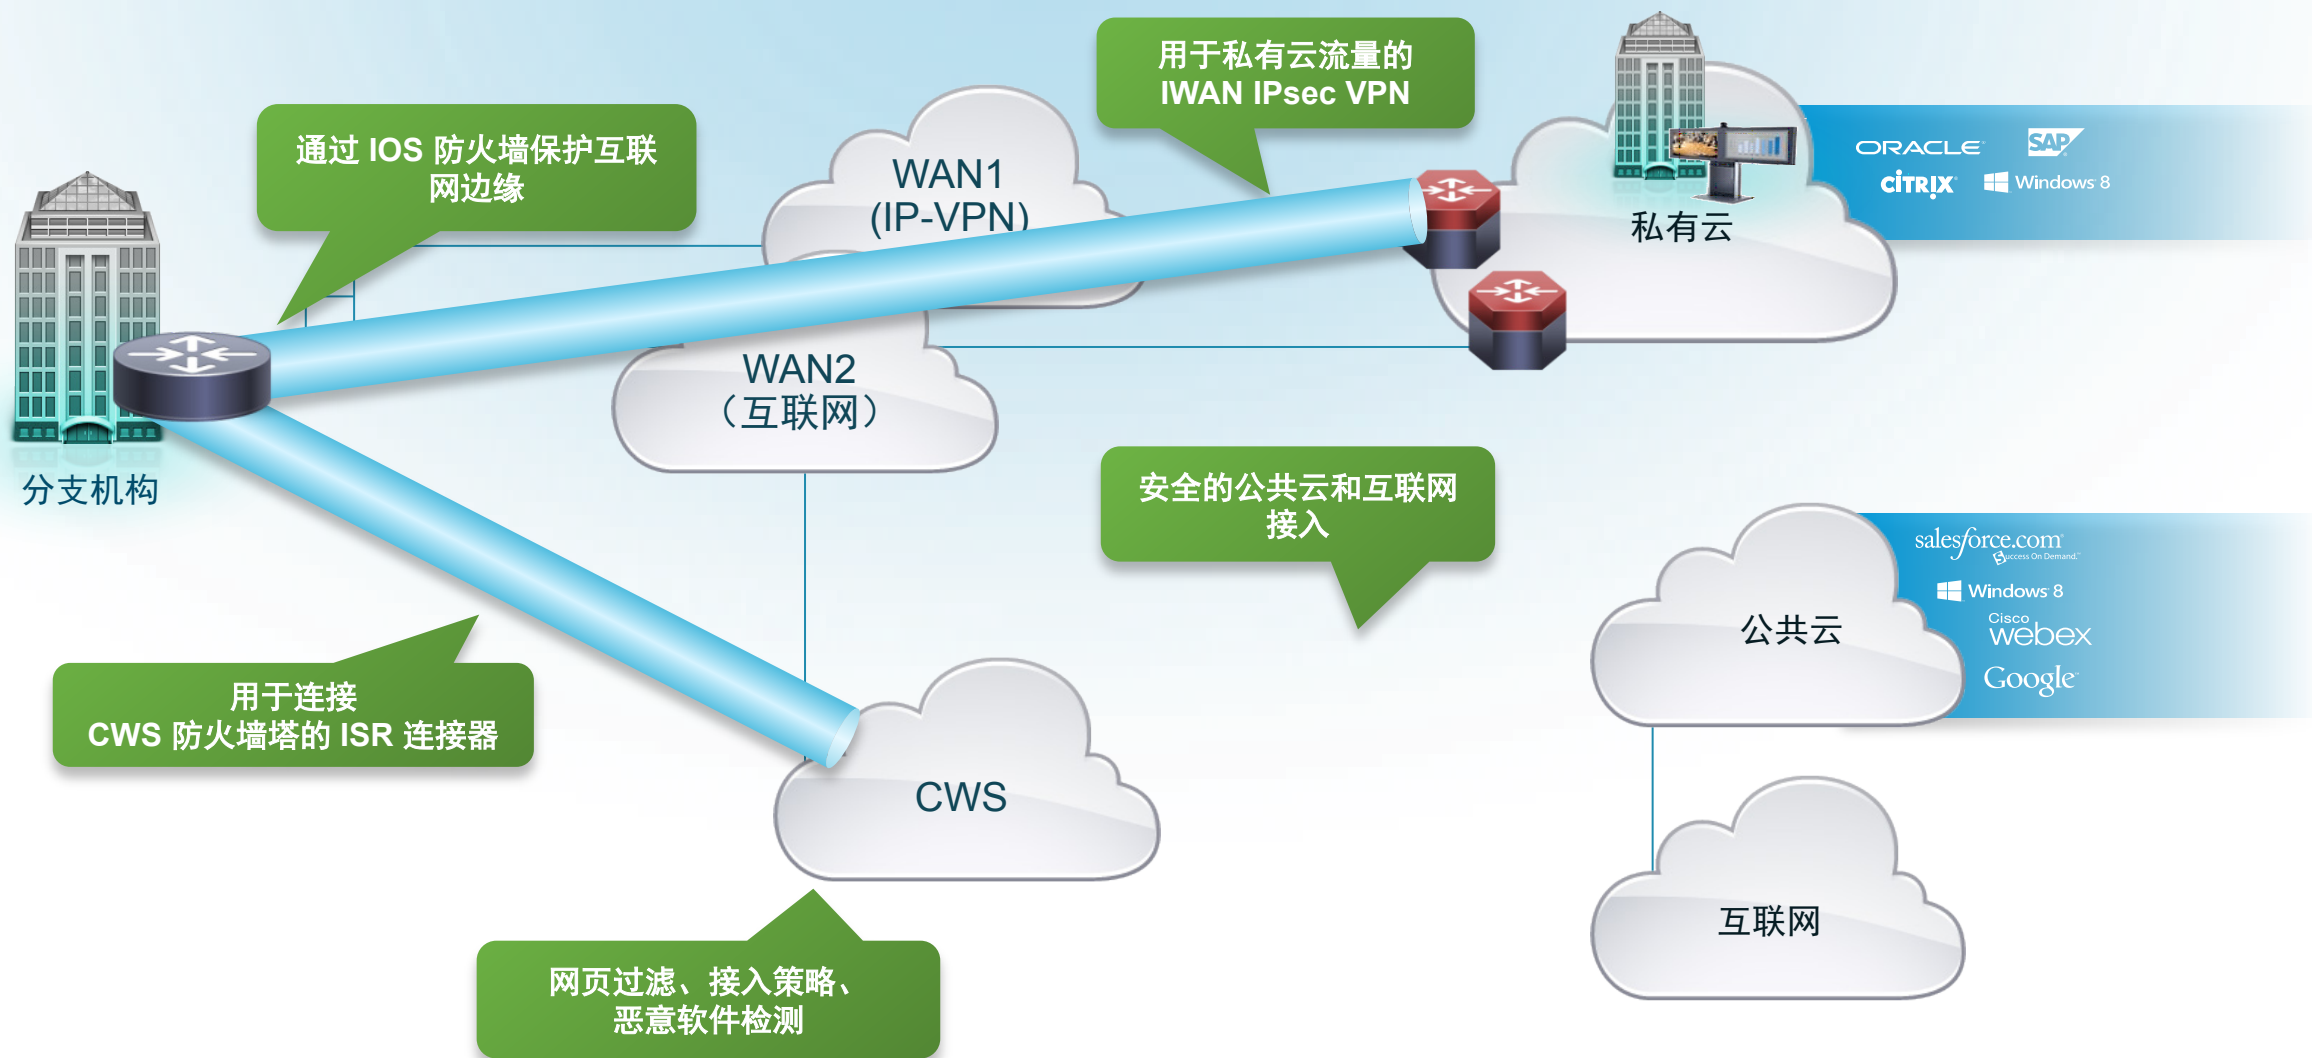 用于私有云流量的
IWAN IPsec VPN
通过 IOS 防火墙保护互联
网边缘
WAN1
(IP-VPN)
ORACLE
SAP
CİTRIX
Windows 8
私有云
WAN2
（互联网）
分支机构
安全的公共云和互联网
接入
salesforce.com
Success On Demand.
Windows 8
Cisco
webex
Google
公共云
用于连接
CWS 防火墙塔的 ISR 连接器
CWS
互联网
网页过滤、接入策略、
恶意软件检测